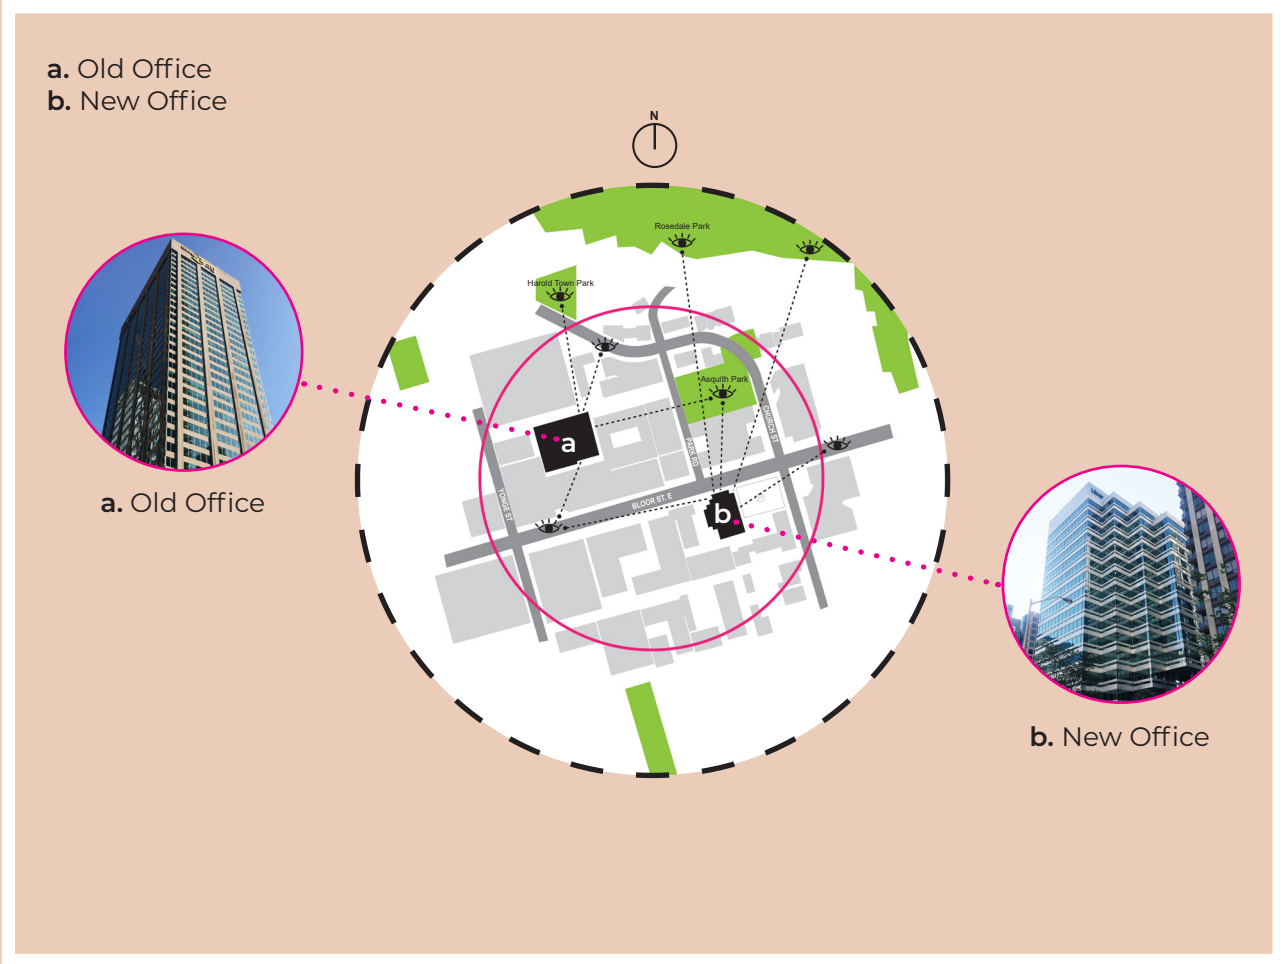 a. Old Office
b. New Office
N
Rosedale Park
Harold Town Park
Asquith Park
CHURCH ST
PARK RD
BLOOR ST. E
YONGE ST
a
b
P
a. Old Office
b. New Office